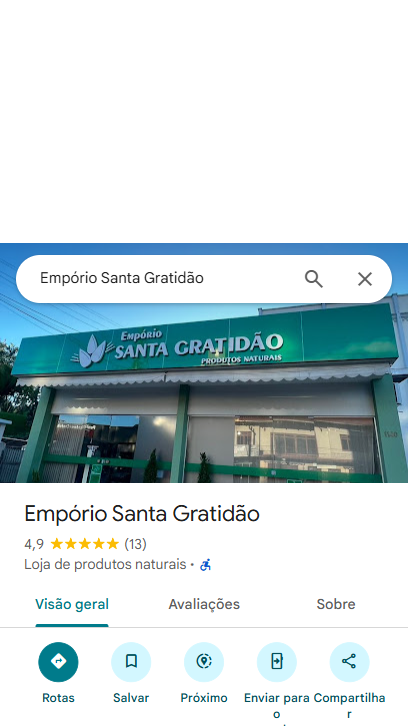 Empório Santa Gratidão
Empório
SANTA GRATIDÃO
PRODUTOS NATURAIS
Empório Santa Gratidão
4,9 (13)
Loja de produtos naturais ·
Visão geral Avaliações Sobre
Rotas Salvar Próximo Enviar para o Compartilhar